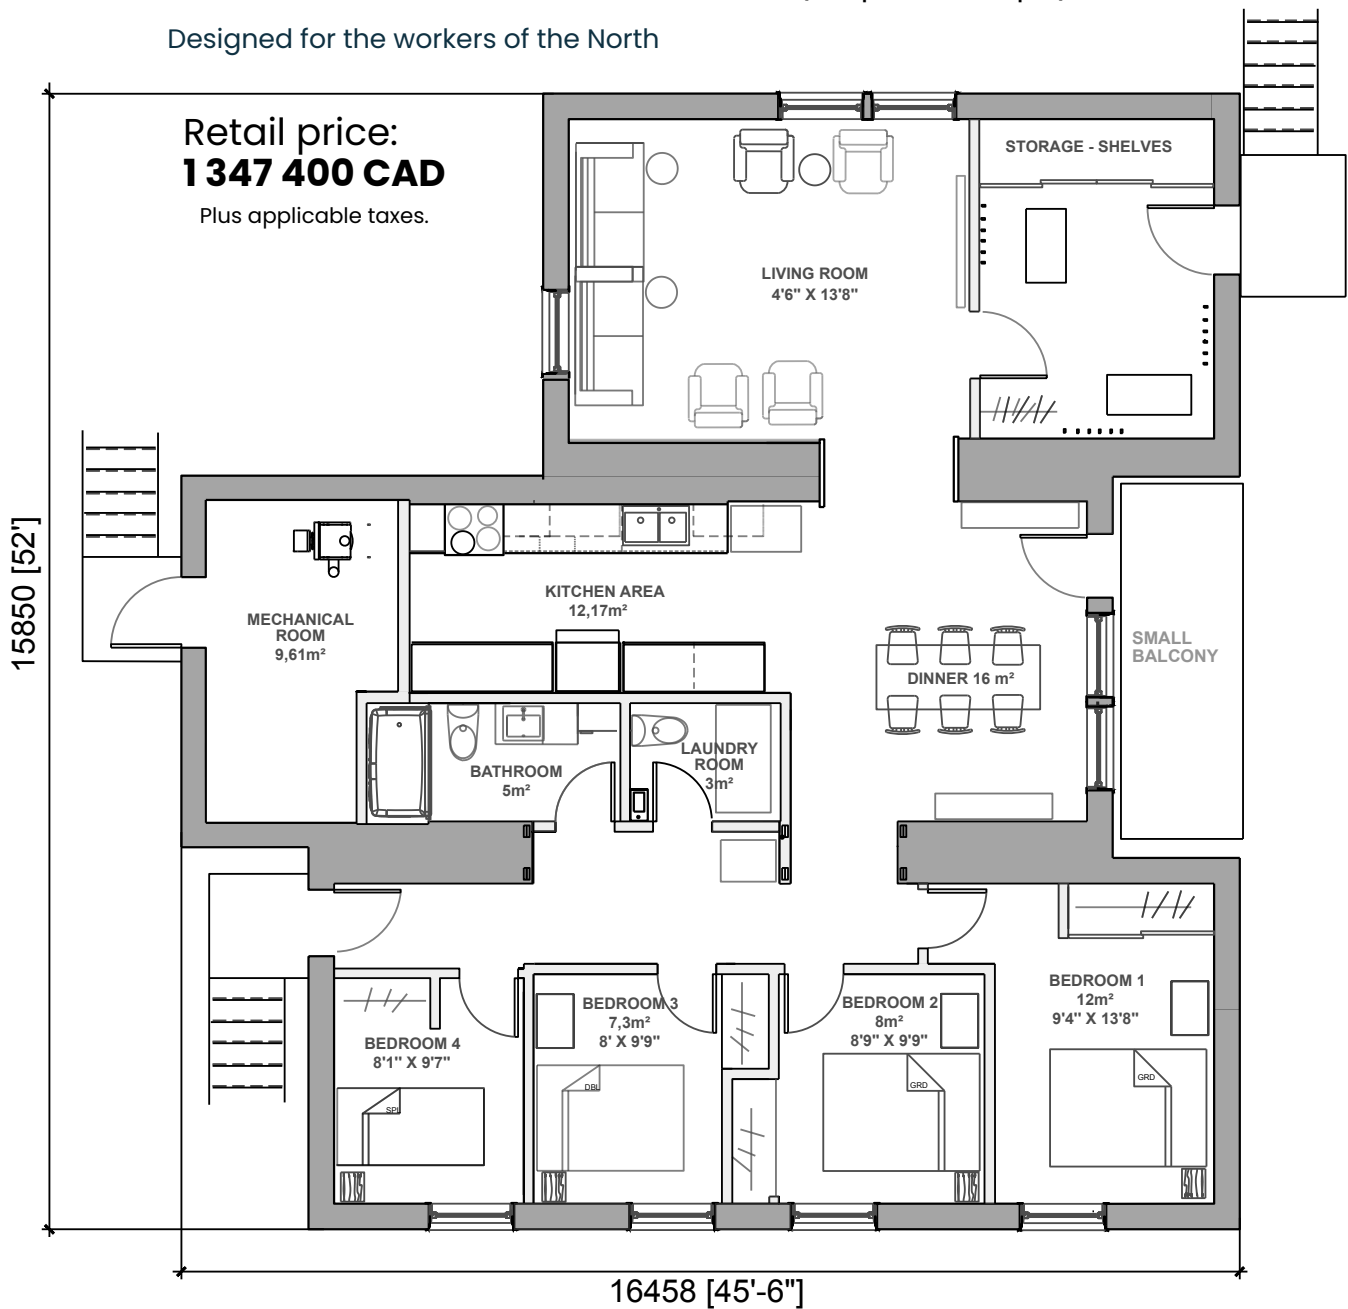 Designed for the workers of the North
Retail price:
1 347 400 CAD
Plus applicable taxes.
STORAGE - SHELVES
LIVING ROOM
4'6" X 13'8"
15850 [52']
KITCHEN AREA
12,17m²
MECHANICAL
ROOM
9,61m²
SMALL
BALCONY
DINNER 16 m²
BATHROOM
5m²
LAUNDRY
ROOM
3m²
BEDROOM 1
12m²
9'4" X 13'8"
BEDROOM 2
8m²
8'9" X 9'9"
BEDROOM 3
7,3m²
8' X 9'9"
BEDROOM 4
8'1" X 9'7"
GRD
GRD
DBL
SPL
16458 [45'-6"]